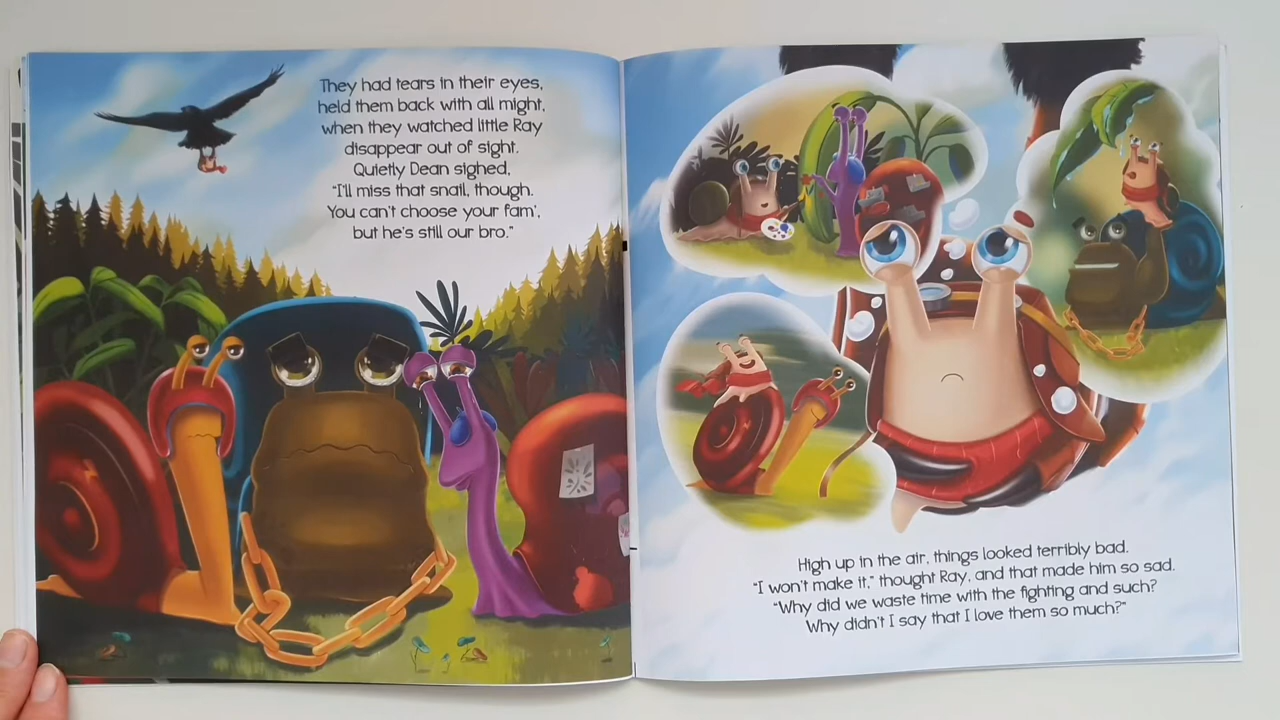 They had tears in their eyes,
held them back with all might,
when they watched little Ray
disappear out of sight.
Quietly Dean sighed,
"I'll miss that snail, though.
You can't choose your fam',
but he's still our bro."
High up in the air, things looked terribly bad.
"I won't make it," thought Ray, and that made him so sad.
"Why did we waste time with the fighting and such?
Why didn't I say that I love them so much?"